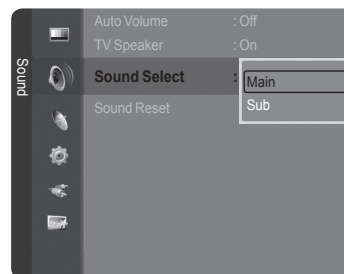 Sound
Auto Volume : Off
TV Speaker : On
Sound Select : Main
Sub
Sound Reset